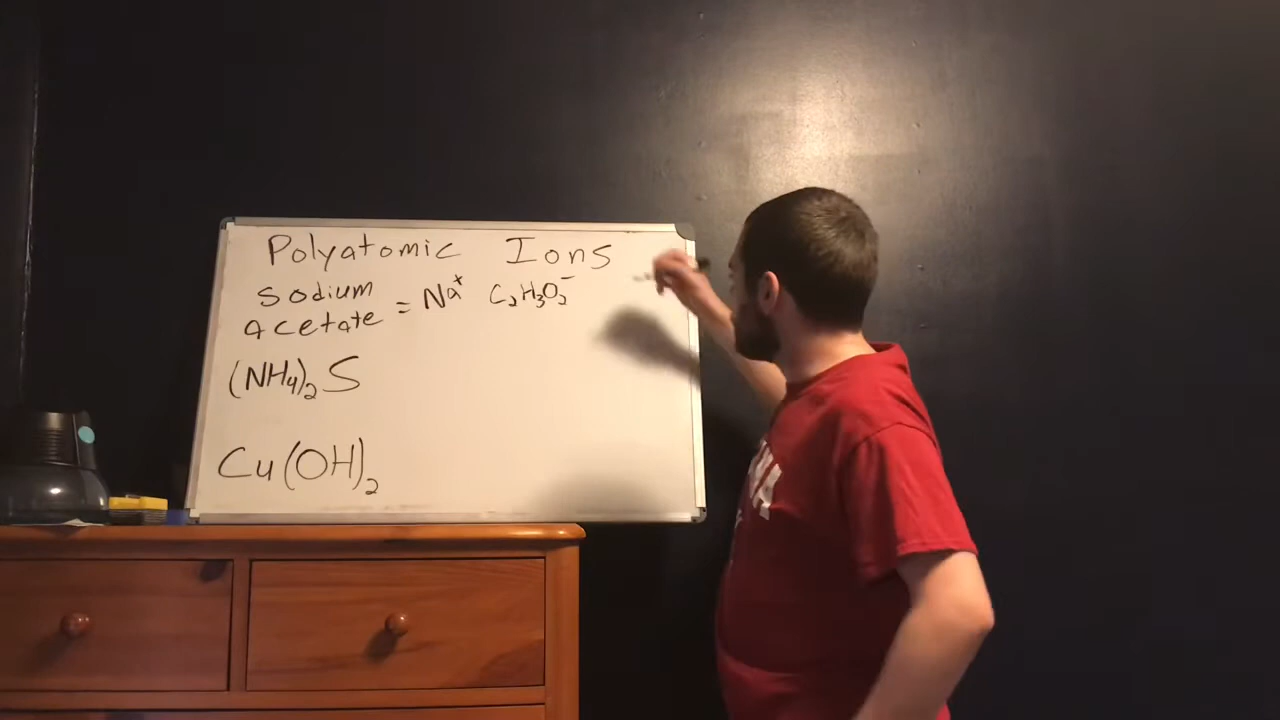 Polyatomic Ions
sodium
acetate = Na⁺ C₂H₃O₂⁻
(NH₄)₂S
Cu(OH)₂